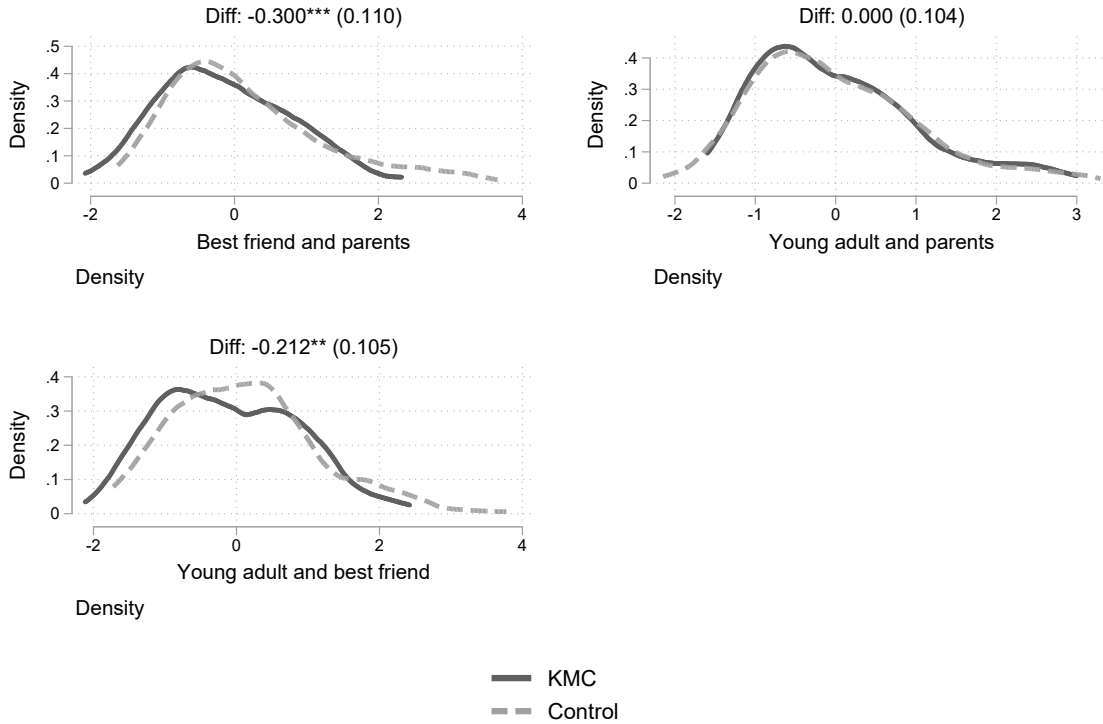 Diff: -0.300*** (0.110)
.5
.4
.3
.2
.1
0
Density
-2 0 2 4
Best friend and parents
Density
Diff: 0.000 (0.104)
.4
.3
.2
.1
0
Density
-2 -1 0 1 2 3
Young adult and parents
Density
Diff: -0.212** (0.105)
.4
.3
.2
.1
0
Density
-2 0 2 4
Young adult and best friend
Density
KMC
Control